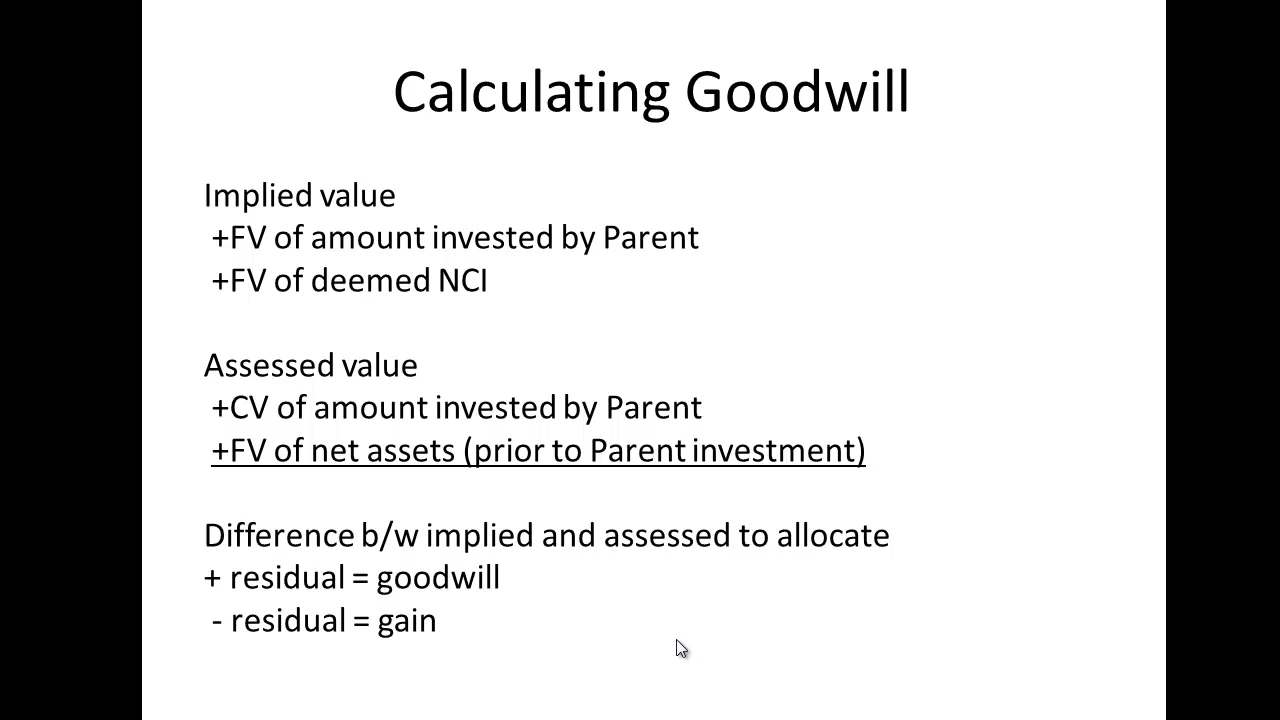 Calculating Goodwill
Implied value
+FV of amount invested by Parent
+FV of deemed NCI
Assessed value
+CV of amount invested by Parent
+FV of net assets (prior to Parent investment)
Difference b/w implied and assessed to allocate
+ residual = goodwill
- residual = gain